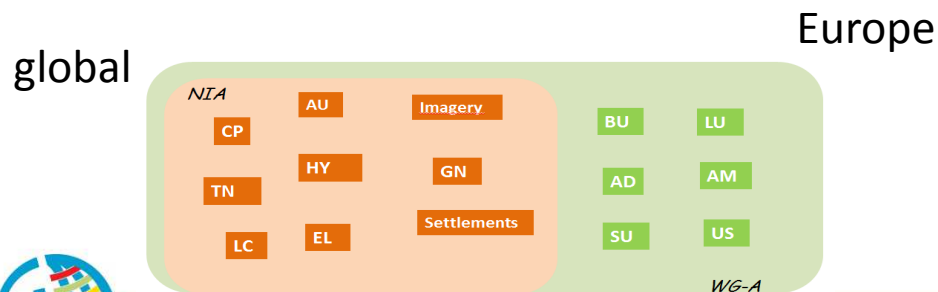 Europe
global
NIA
AU
Imagery
CP
BU
LU
HY
GN
TN
AD
AM
Settlements
LC
EL
SU
US
WG-A